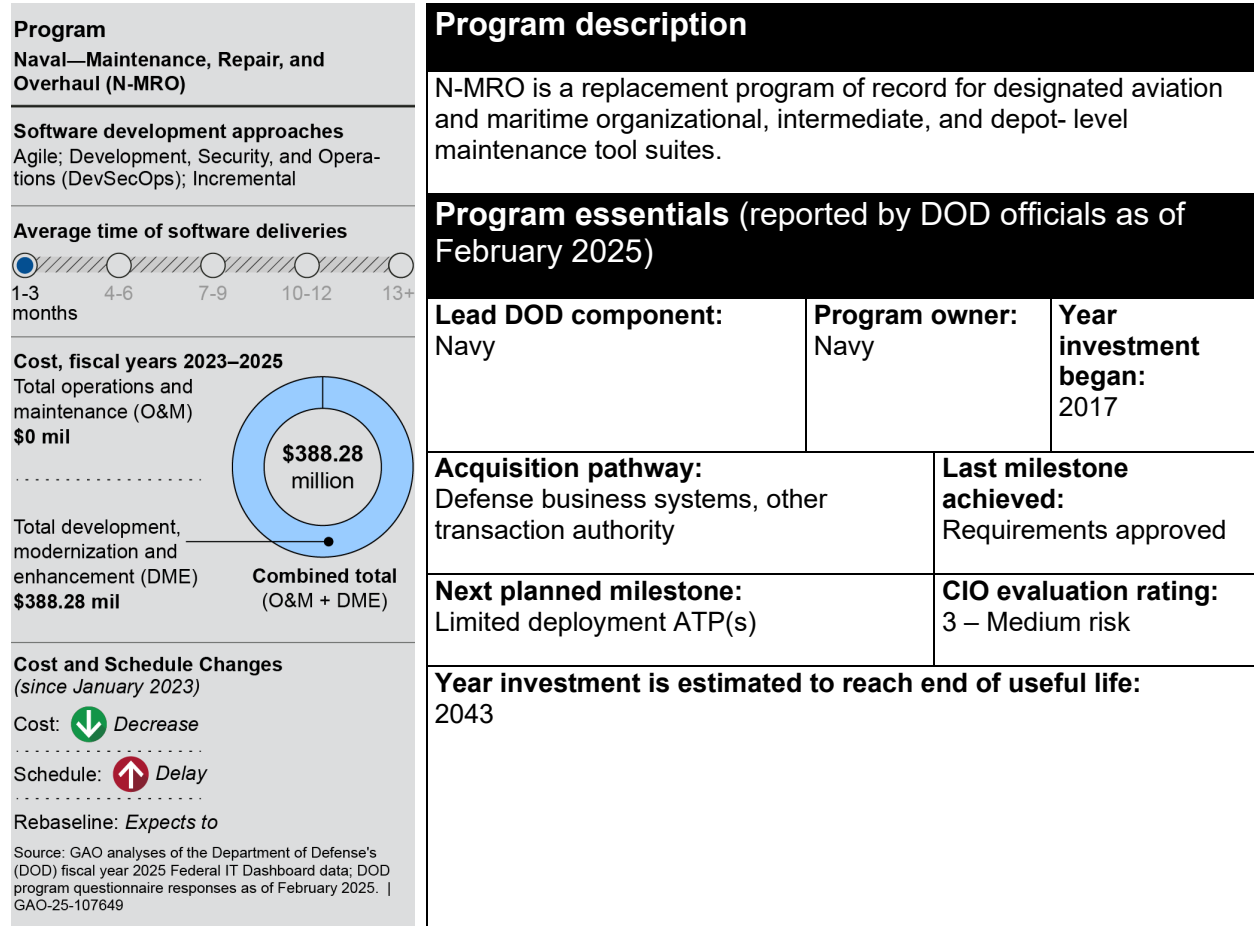 Program
Naval—Maintenance, Repair, and
Overhaul (N-MRO)
Software development approaches
Agile; Development, Security, and Opera-
tions (DevSecOps); Incremental
Average time of software deliveries
1-3 4-6 7-9 10-12 13+
months
Cost, fiscal years 2023–2025
Total operations and
maintenance (O&M)
$0 mil
$388.28
million
Total development,
modernization and
enhancement (DME)
$388.28 mil
Combined total
(O&M + DME)
Cost and Schedule Changes
(since January 2023)
Cost: Decrease
Schedule: Delay
Rebaseline: Expects to
Source: GAO analyses of the Department of Defense's
(DOD) fiscal year 2025 Federal IT Dashboard data; DOD
program questionnaire responses as of February 2025. |
GAO-25-107649
Program description
N-MRO is a replacement program of record for designated aviation
and maritime organizational, intermediate, and depot- level
maintenance tool suites.
Program essentials (reported by DOD officials as of
February 2025)
Lead DOD component:
Navy
Program owner:
Navy
Year
investment
began:
2017
Acquisition pathway:
Defense business systems, other
transaction authority
Last milestone
achieved:
Requirements approved
Next planned milestone:
Limited deployment ATP(s)
CIO evaluation rating:
3 – Medium risk
Year investment is estimated to reach end of useful life:
2043